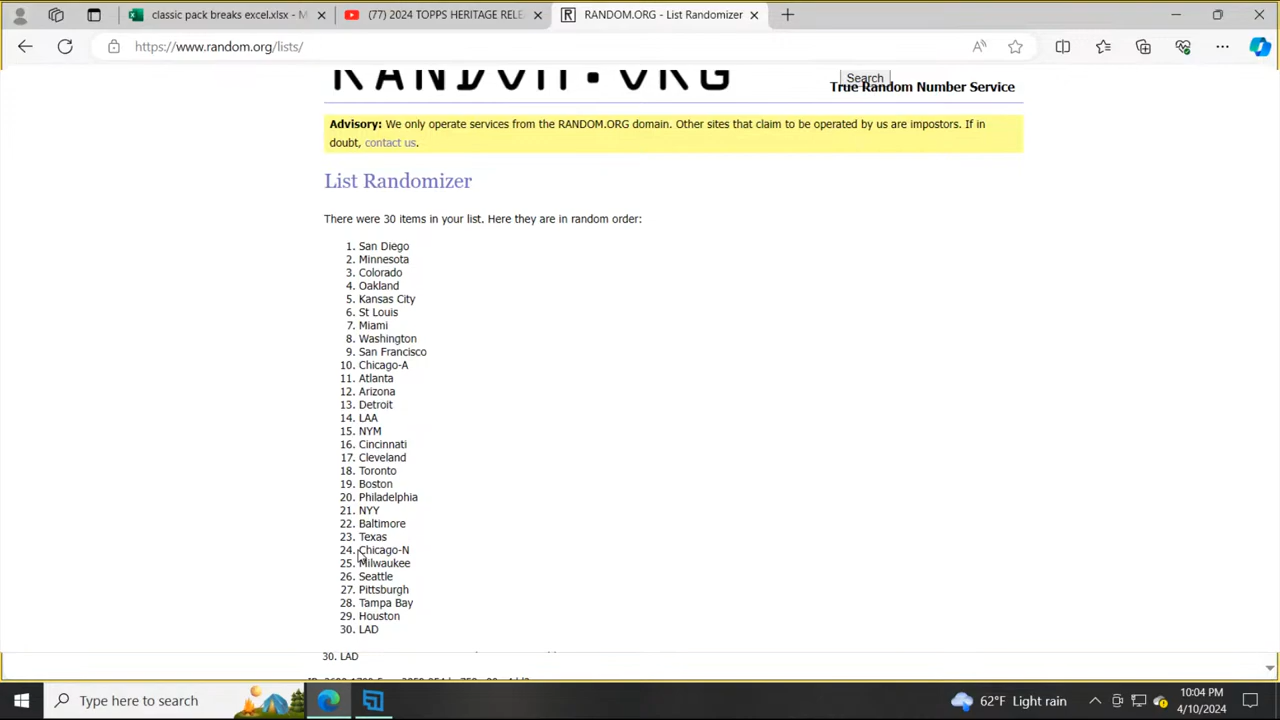 classic pack breaks excel.xlsx - M
(77) 2024 TOPPS HERITAGE RELE
RANDOM.ORG - List Randomizer
https://www.random.org/lists/
RANDOM.ORG
Search
True Random Number Service
Advisory: We only operate services from the RANDOM.ORG domain. Other sites that claim to be operated by us are impostors. If in
doubt, contact us.
List Randomizer
There were 30 items in your list. Here they are in random order:
1. San Diego
2. Minnesota
3. Colorado
4. Oakland
5. Kansas City
6. St Louis
7. Miami
8. Washington
9. San Francisco
10. Chicago-A
11. Atlanta
12. Arizona
13. Detroit
14. LAA
15. NYM
16. Cincinnati
17. Cleveland
18. Toronto
19. Boston
20. Philadelphia
21. NYY
22. Baltimore
23. Texas
24. Chicago-N
25. Milwaukee
26. Seattle
27. Pittsburgh
28. Tampa Bay
29. Houston
30. LAD
30. LAD
Type here to search
62°F Light rain
10:04 PM
4/10/2024